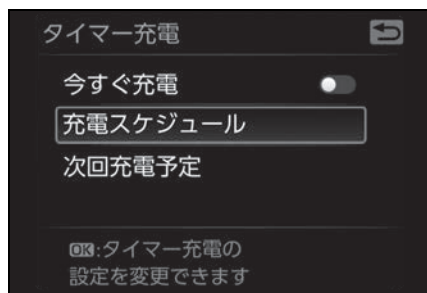 タイマー充電
今すぐ充電
充電スケジュール
次回充電予定
OK:タイマー充電の
設定を変更できます